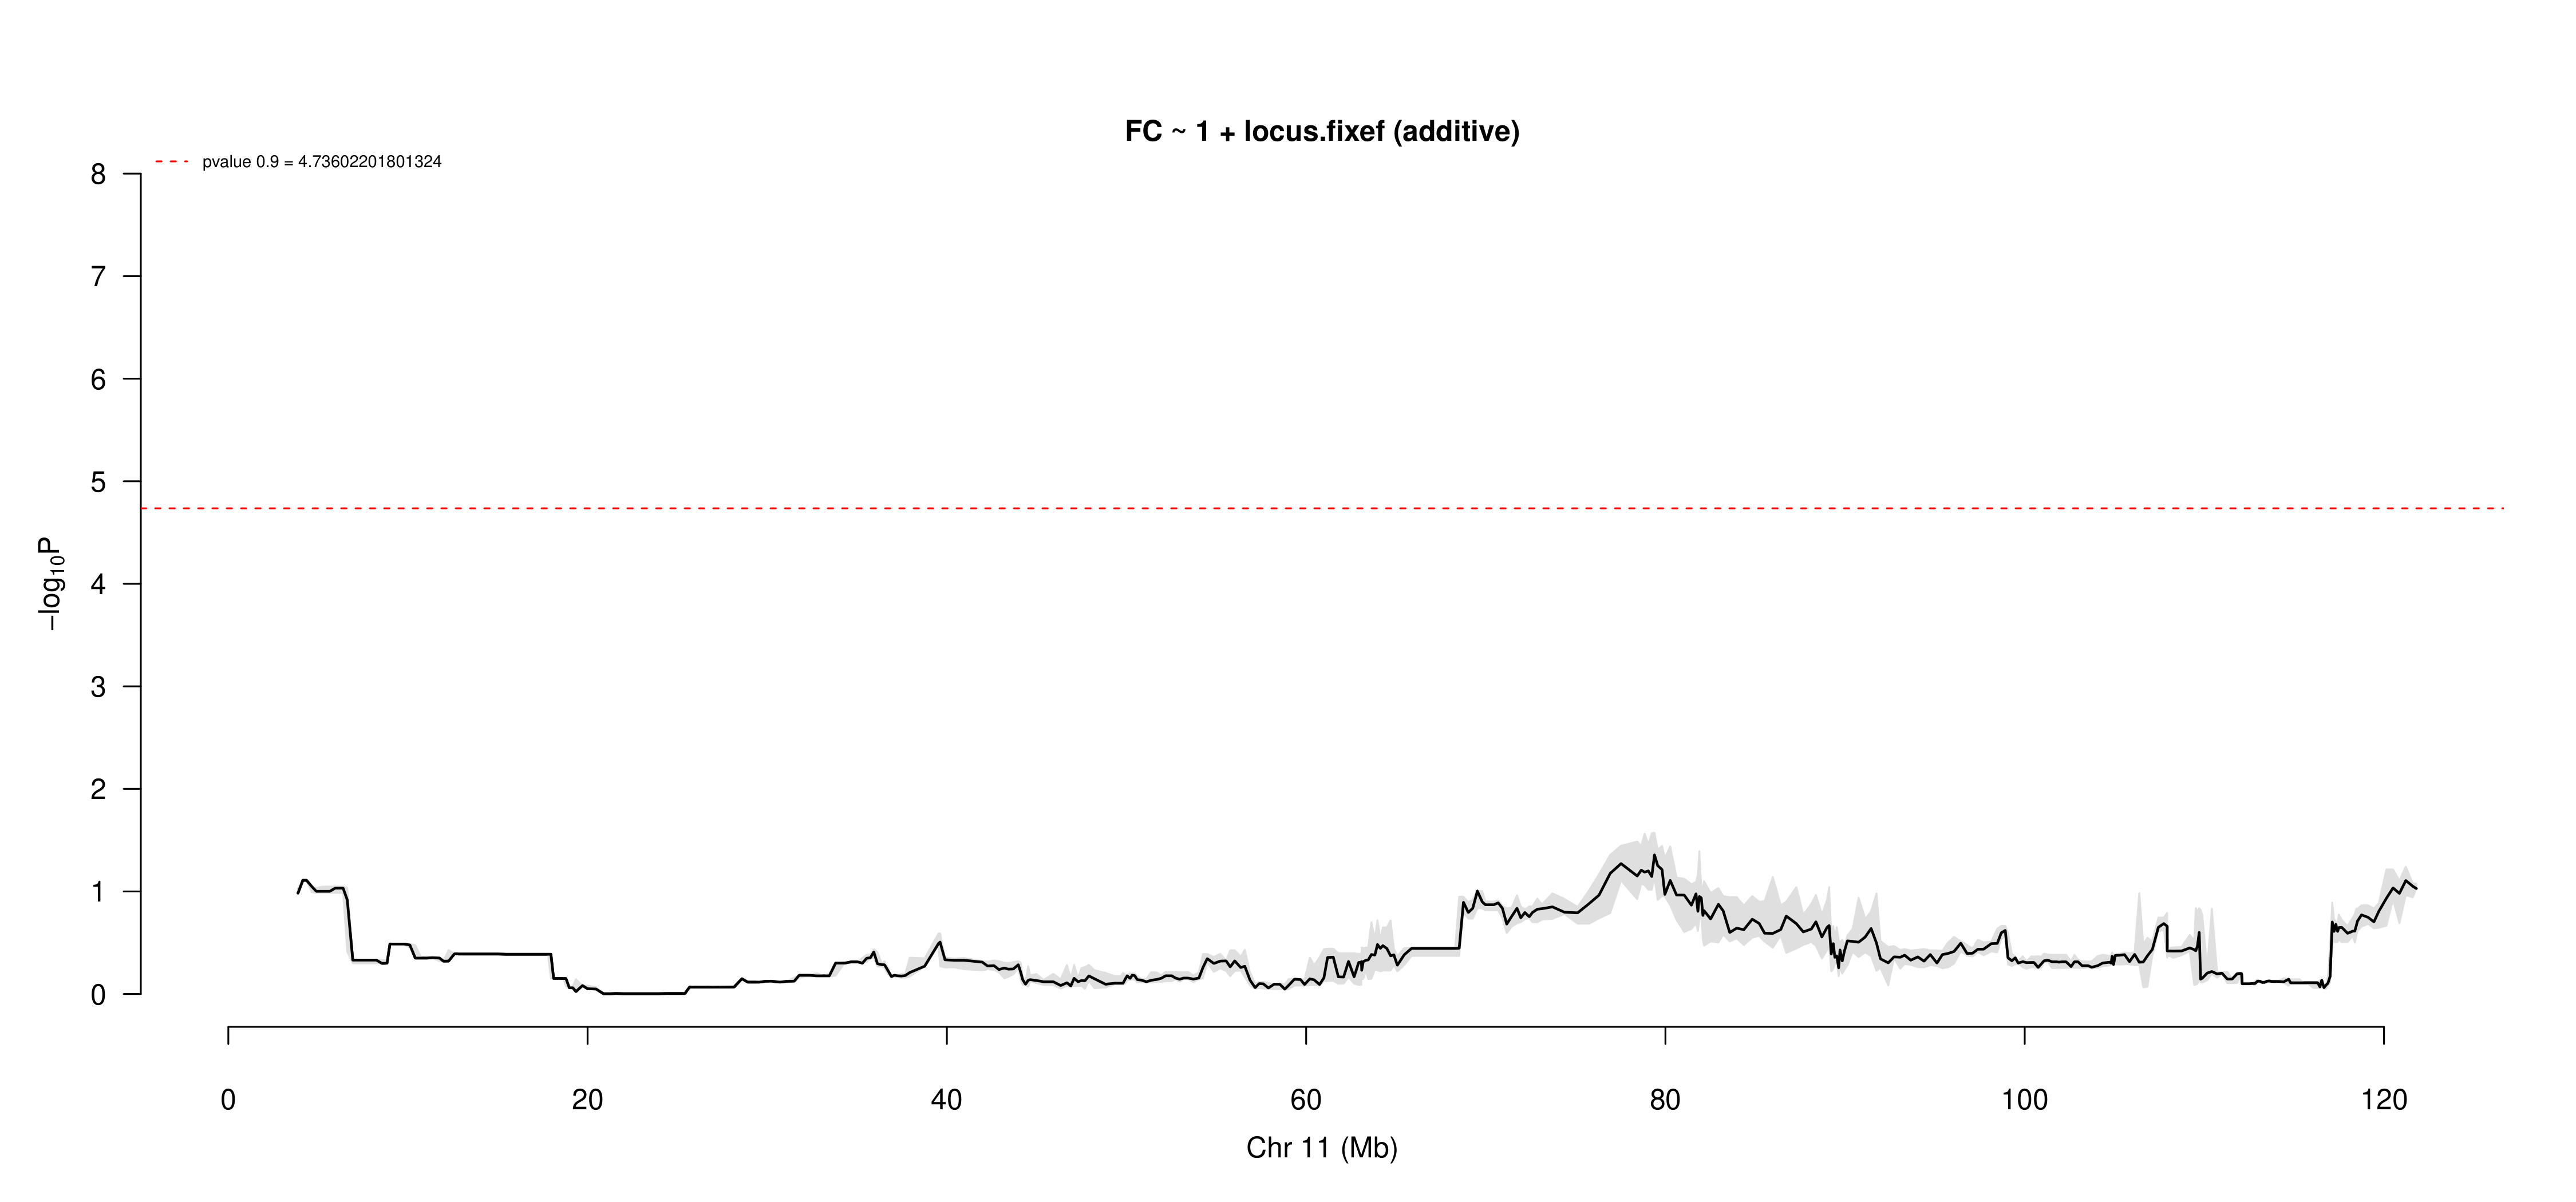 FC ~ 1 + locus.fixef (additive)
pvalue 0.9 = 4.73602201801324
8
7
6
5
4
3
2
1
0
−log10P
0 20 40 60 80 100 120
Chr 11 (Mb)